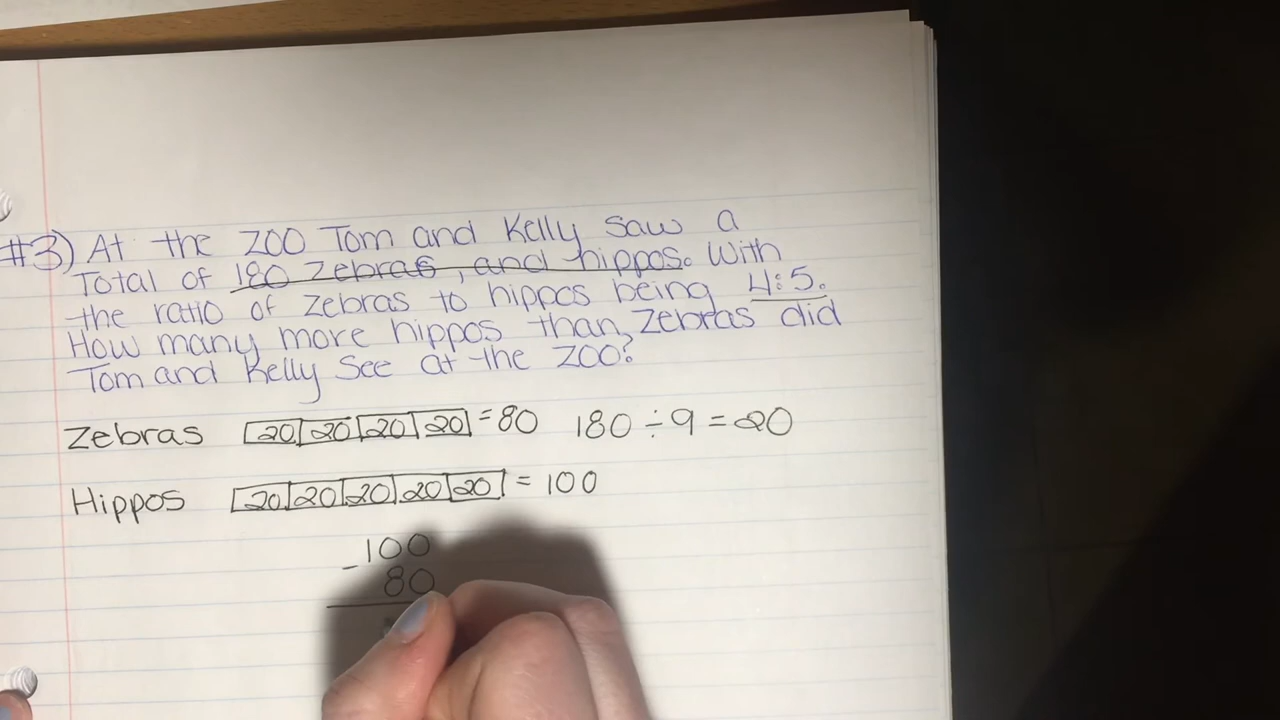 #3) At the zoo Tom and Kelly saw a
Total of 180 zebras, and hippos. With
the ratio of zebras to hippos being 4:5.
How many more hippos than zebras did
Tom and Kelly see at the zoo?
Zebras 20 20 20 20 = 80 180 ÷ 9 = 20
Hippos 20 20 20 20 20 = 100
100
- 80